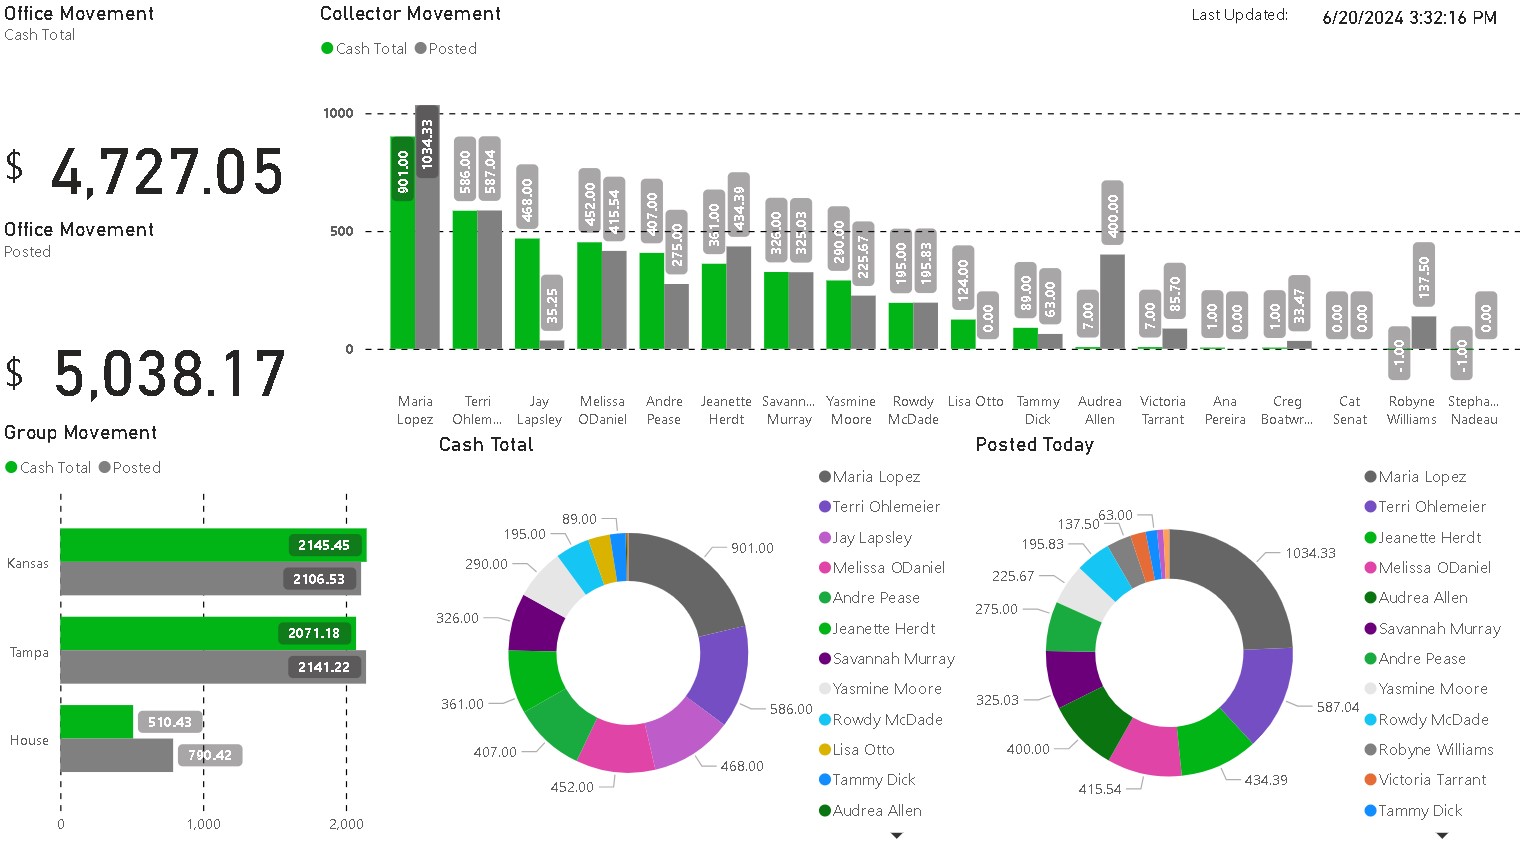 Office Movement
Cash Total
$ 4,727.05
Office Movement
Posted
$ 5,038.17
Collector Movement
Cash Total Posted
Last Updated: 6/20/2024 3:32:16 PM
1000
500
0
901.00 1034.33 586.00 587.04 468.00 35.25 452.00 415.54 407.00 275.00 361.00 434.39 326.00 325.03 290.00 225.67 195.00 195.83 124.00 0.00 89.00 63.00 7.00 400.00 7.00 85.70 1.00 0.00 1.00 33.47 0.00 0.00 -1.00 137.50 -1.00 0.00
Maria Lopez
Terri Ohlem...
Jay Lapsley
Melissa ODaniel
Andre Pease
Jeanette Herdt
Savann... Murray
Yasmine Moore
Rowdy McDade
Lisa Otto
Tammy Dick
Audrea Allen
Victoria Tarrant
Ana Pereira
Creg Boatwr...
Cat Senat
Robyne Williams
Stepha... Nadeau
Group Movement
Cash Total Posted
Kansas 2145.45
2106.53
Tampa 2071.18
2141.22
House 510.43
790.42
0 1,000 2,000
Cash Total
89.00
195.00
290.00
326.00
361.00
407.00
452.00
468.00
586.00
901.00
Maria Lopez
Terri Ohlemeier
Jay Lapsley
Melissa ODaniel
Andre Pease
Jeanette Herdt
Savannah Murray
Yasmine Moore
Rowdy McDade
Lisa Otto
Tammy Dick
Audrea Allen
Posted Today
63.00
137.50
195.83
225.67
275.00
325.03
400.00
415.54
434.39
587.04
1034.33
Maria Lopez
Terri Ohlemeier
Jeanette Herdt
Melissa ODaniel
Audrea Allen
Savannah Murray
Andre Pease
Yasmine Moore
Rowdy McDade
Robyne Williams
Victoria Tarrant
Tammy Dick